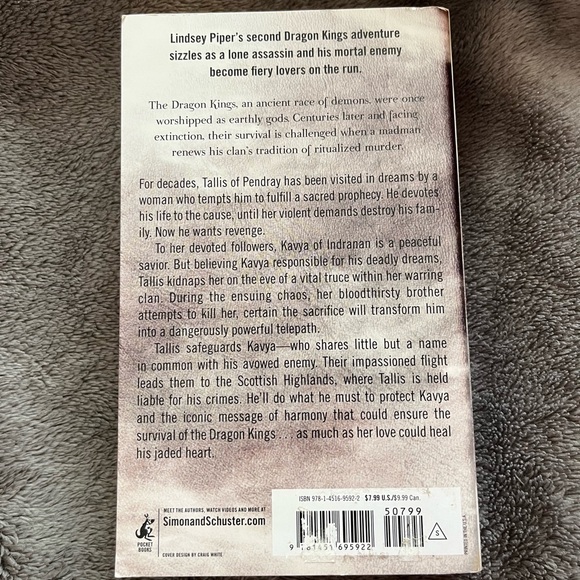 Lindsey Piper's second Dragon Kings adventure
sizzles as a lone assassin and his mortal enemy
become fiery lovers on the run.
The Dragon Kings, an ancient race of demons, were once
worshipped as earthly gods. Centuries later and facing
extinction, their survival is challenged when a madman
renews his clan's tradition of ritualized murder.
For decades, Tallis of Pendray has been visited in dreams by a
woman who tempts him to fulfill a sacred prophecy. He devotes
his life to the cause, until her violent demands destroy his fam-
ily. Now he wants revenge.
To her devoted followers, Kavya of Indranan is a peaceful
savior. But believing Kavya responsible for his deadly dreams,
Tallis kidnaps her on the eve of a vital truce within her warring
clan. During the ensuing chaos, her bloodthirsty brother
attempts to kill her, certain the sacrifice will transform him
into a dangerously powerful telepath.
Tallis safeguards Kavya—who shares little but a name
in common with his avowed enemy. Their impassioned flight
leads them to the Scottish Highlands, where Tallis is held
liable for his crimes. He'll do what he must to protect Kavya
and the iconic message of harmony that could ensure the
survival of the Dragon Kings . . . as much as her love could heal
his jaded heart.
MEET THE AUTHORS, WATCH VIDEOS AND MORE AT
SimonandSchuster.com
POCKET
BOOKS
COVER DESIGN BY CRAIG WHITE
ISBN 978-1-4516-9592-2 $7.99 U.S./$9.99 Can.
50799
9 781451 695922
S